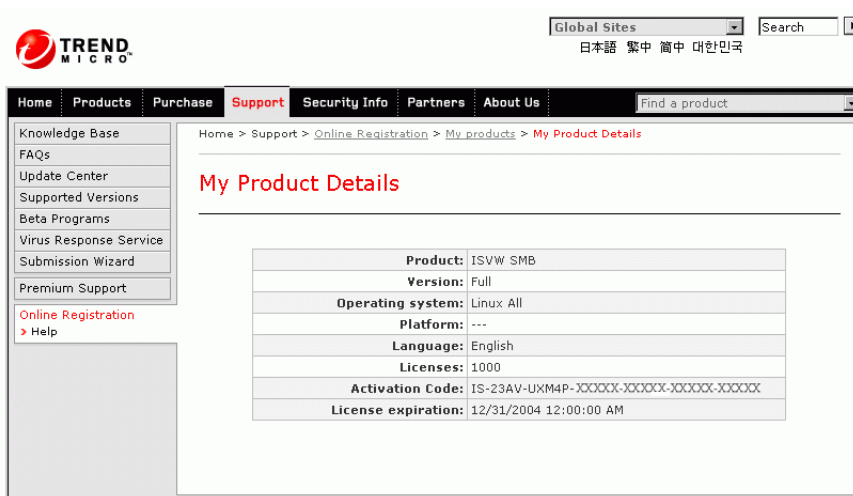 Global Sites
Search
日本語 繁中 简中 대한민국
TREND
MICRO™
Home Products Purchase Support Security Info Partners About Us
Find a product
Knowledge Base
FAQs
Update Center
Supported Versions
Beta Programs
Virus Response Service
Submission Wizard
Premium Support
Online Registration
> Help
Home > Support > Online Registration > My products > My Product Details
My Product Details
Product: ISVW SMB
Version: Full
Operating system: Linux All
Platform: ---
Language: English
Licenses: 1000
Activation Code: IS-23AV-UXM4P-XXXXX-XXXXX-XXXXX-XXXXX
License expiration: 12/31/2004 12:00:00 AM